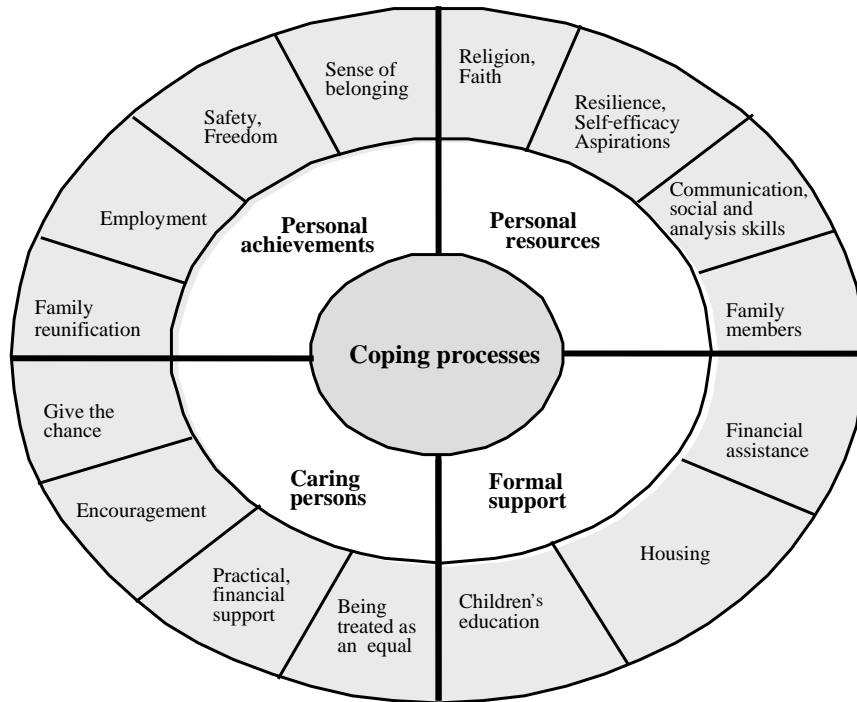 Sense of
belonging
Religion,
Faith
Safety,
Freedom
Resilience,
Self-efficacy
Aspirations
Employment
Communication,
social and
analysis skills
Family
reunification
Family
members
Personal
achievements
Personal
resources
Coping processes
Give the
chance
Financial
assistance
Caring
persons
Formal
support
Encouragement
Housing
Practical,
financial
support
Being
treated as
an equal
Children's
education